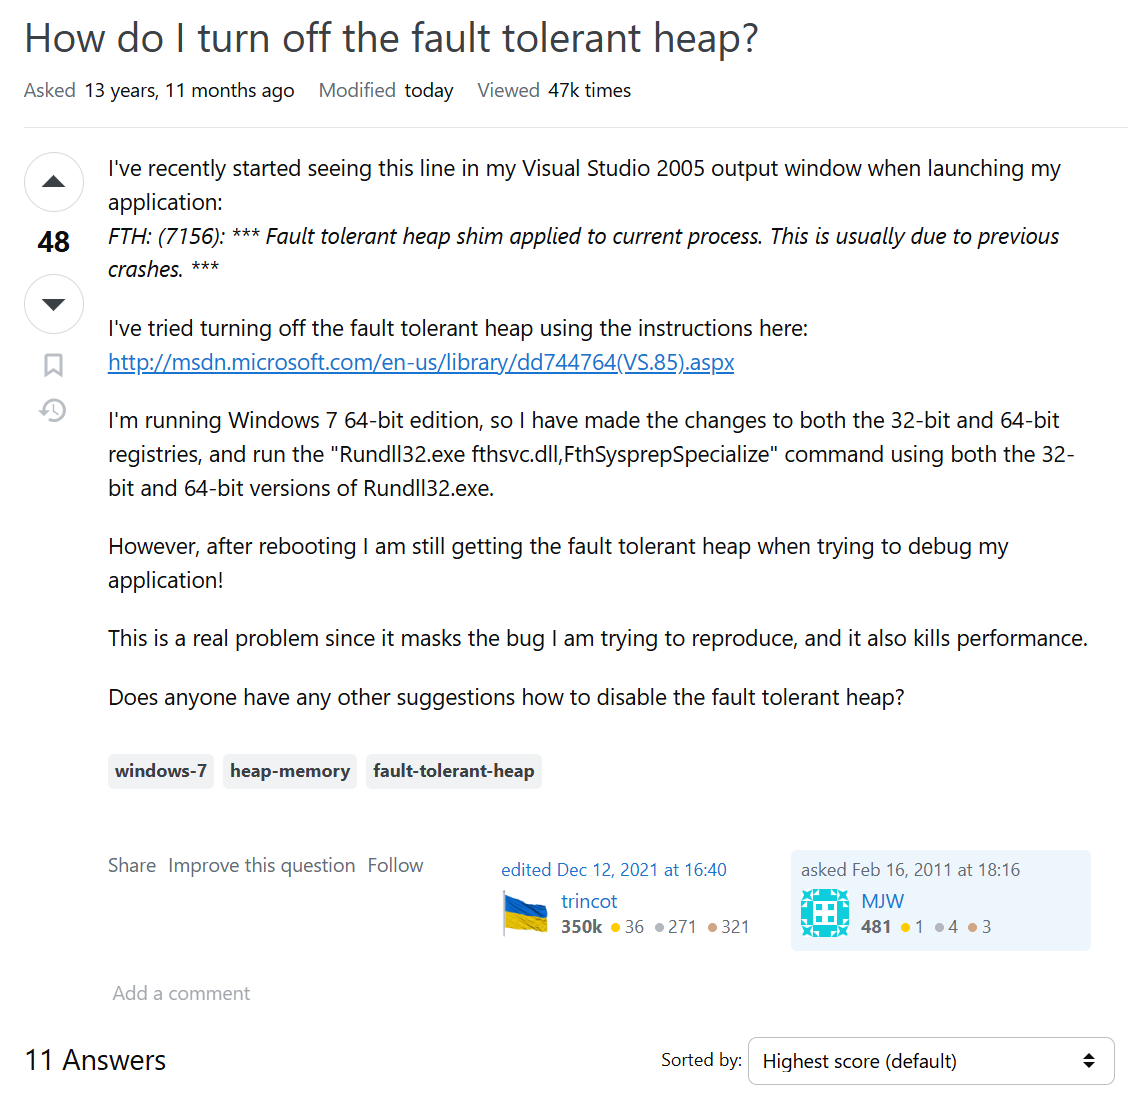 How do I turn off the fault tolerant heap?
Asked 13 years, 11 months ago Modified today Viewed 47k times
I've recently started seeing this line in my Visual Studio 2005 output window when launching my
application:
48
FTH: (7156): *** Fault tolerant heap shim applied to current process. This is usually due to previous
crashes. ***
I've tried turning off the fault tolerant heap using the instructions here:
http://msdn.microsoft.com/en-us/library/dd744764(VS.85).aspx
I'm running Windows 7 64-bit edition, so I have made the changes to both the 32-bit and 64-bit
registries, and run the "Rundll32.exe fthsvc.dll,FthSysprepSpecialize" command using both the 32-
bit and 64-bit versions of Rundll32.exe.
However, after rebooting I am still getting the fault tolerant heap when trying to debug my
application!
This is a real problem since it masks the bug I am trying to reproduce, and it also kills performance.
Does anyone have any other suggestions how to disable the fault tolerant heap?
windows-7 heap-memory fault-tolerant-heap
Share Improve this question Follow
edited Dec 12, 2021 at 16:40
trincot
350k 36 271 321
asked Feb 16, 2011 at 18:16
MJW
481 1 4 3
Add a comment
11 Answers
Sorted by: Highest score (default)